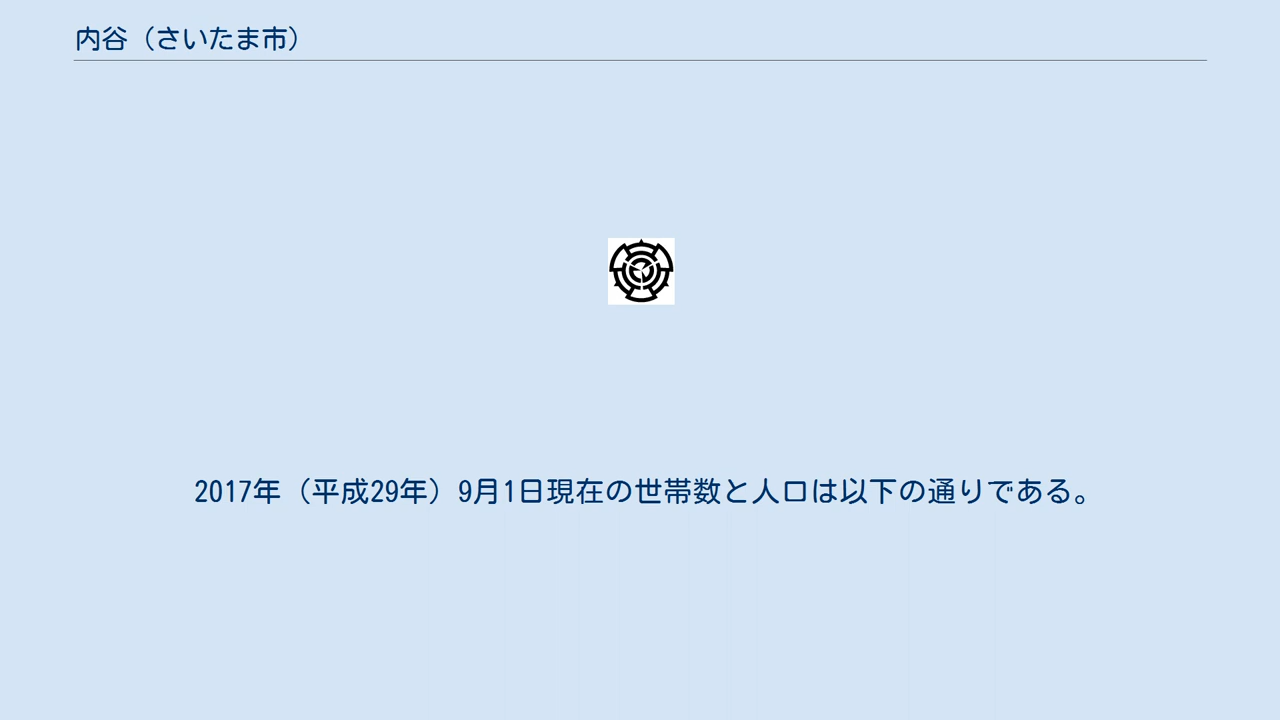 内谷（さいたま市）
2017年（平成29年）9月1日現在の世帯数と人口は以下の通りである。